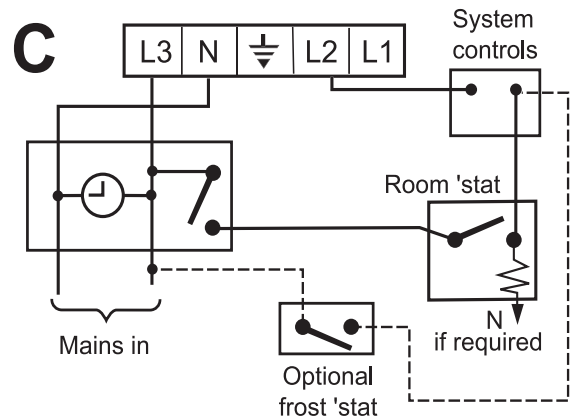 C
L3 N L2 L1
System
controls
Room 'stat
N
if required
Mains in
Optional
frost 'stat